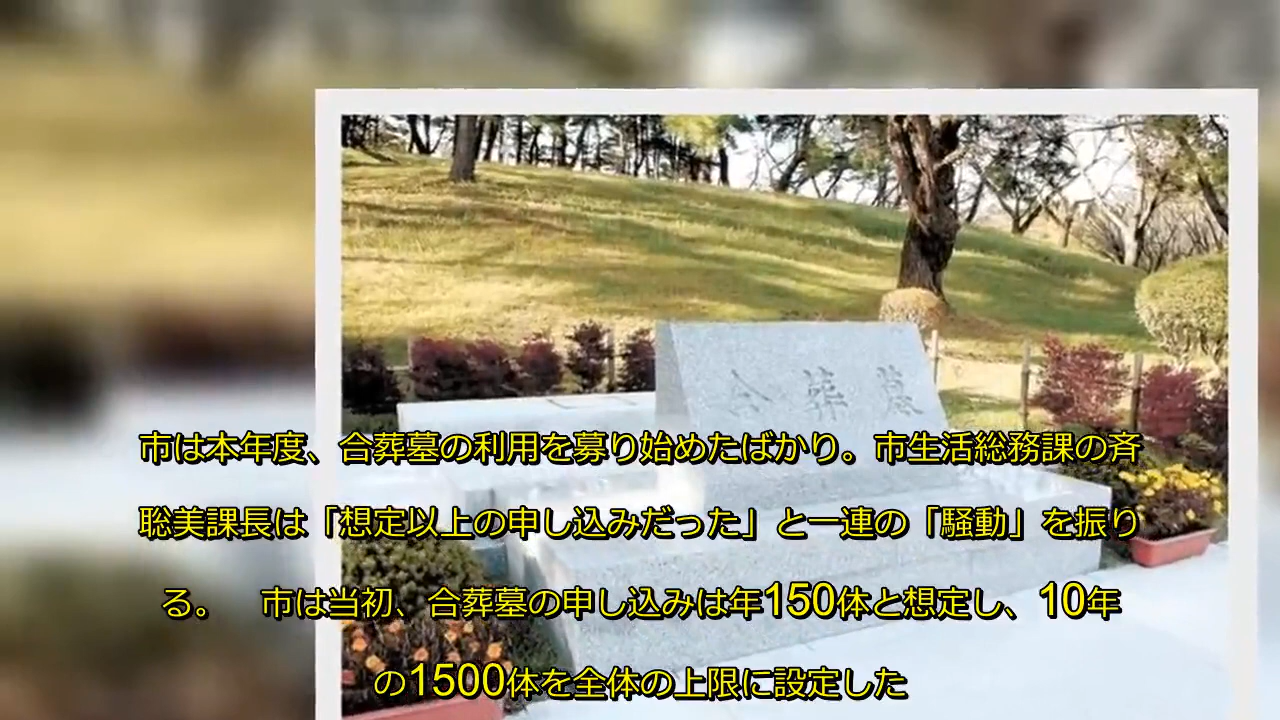 合葬墓
市は本年度、合葬墓の利用を募り始めたばかり。市生活総務課の斉
聡美課長は「想定以上の申し込みだった」と一連の「騒動」を振り
る。　市は当初、合葬墓の申し込みは年150体と想定し、10年
の1500体を全体の上限に設定した